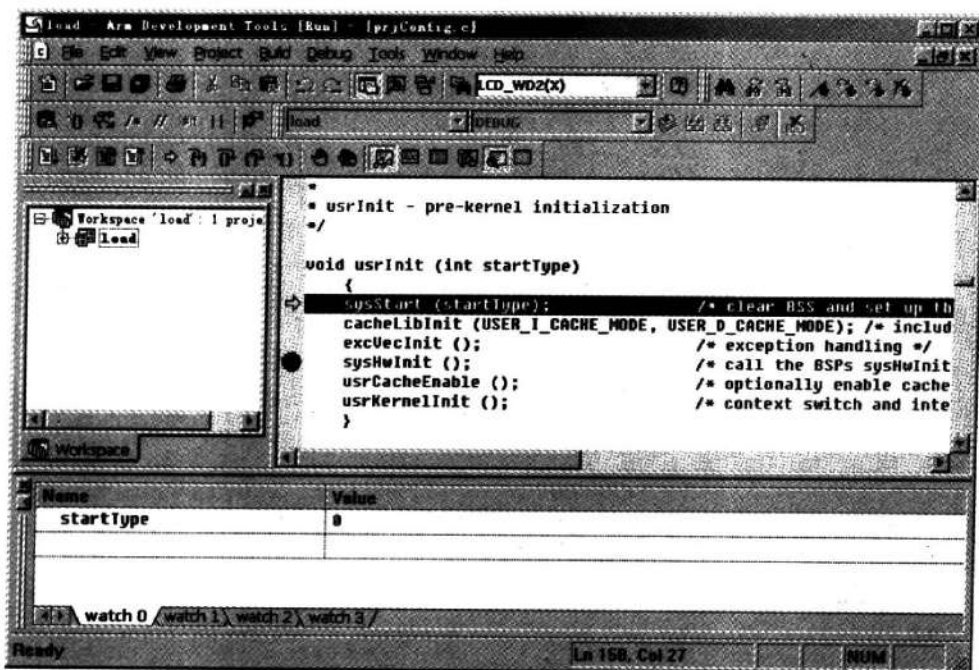 load - Arm Development Tools [Run] - [prjConfig.c]
File Edit View Project Build Debug Tools Window Help
LCD_WD2(X)
load DEBUG
Workspace 'load': 1 proje
load
Workspace
*
* usrInit - pre-kernel initialization
*/
void usrInit (int startType)
{
sysStart (startType); /* clear BSS and set up th
cacheLibInit (USER_I_CACHE_MODE, USER_D_CACHE_MODE); /* includ
excVecInit (); /* exception handling */
sysHwInit (); /* call the BSPs sysHwInit
usrCacheEnable (); /* optionally enable cache
usrKernelInit (); /* context switch and inte
}
Name Value
startType 0
watch 0 watch 1 watch 2 watch 3
Ready Ln 158, Col 27 NUM